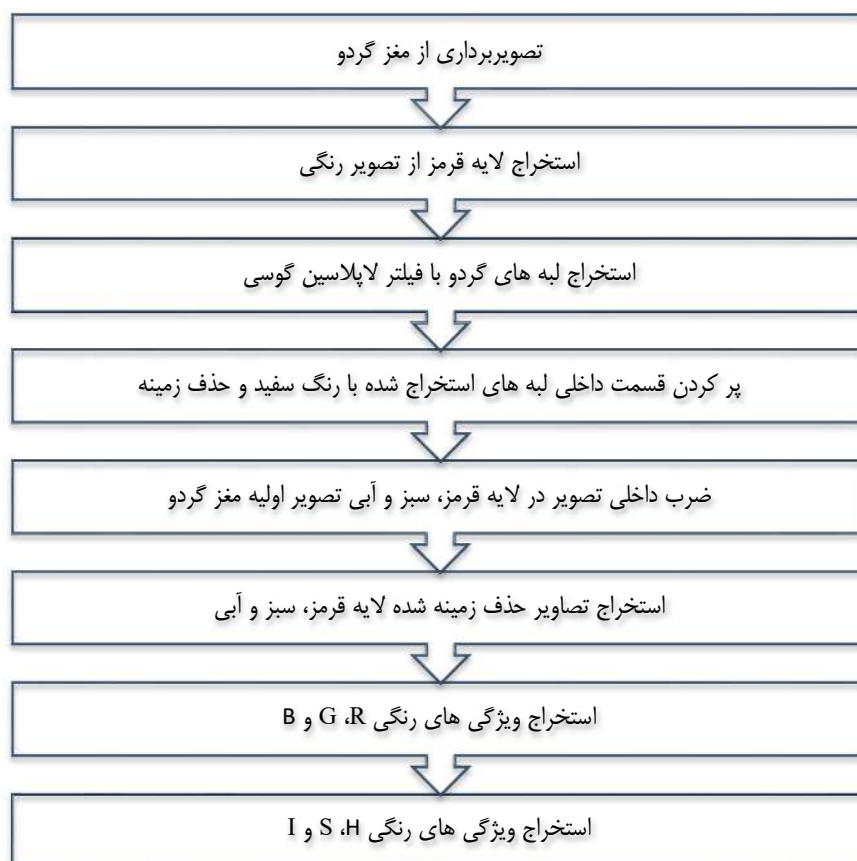 تصویربرداری از مغز گردو
استخراج لایه قرمز از تصویر رنگی
استخراج لبه های گردو با فیلتر لاپلاسین گوسی
پر کردن قسمت داخلی لبه های استخراج شده با رنگ سفید و حذف زمینه
ضرب داخلی تصویر در لایه قرمز، سبز و آبی تصویر اولیه مغز گردو
استخراج تصاویر حذف زمینه شده لایه قرمز، سبز و آبی
استخراج ویژگی های رنگی R، G و B
استخراج ویژگی های رنگی H، S و I